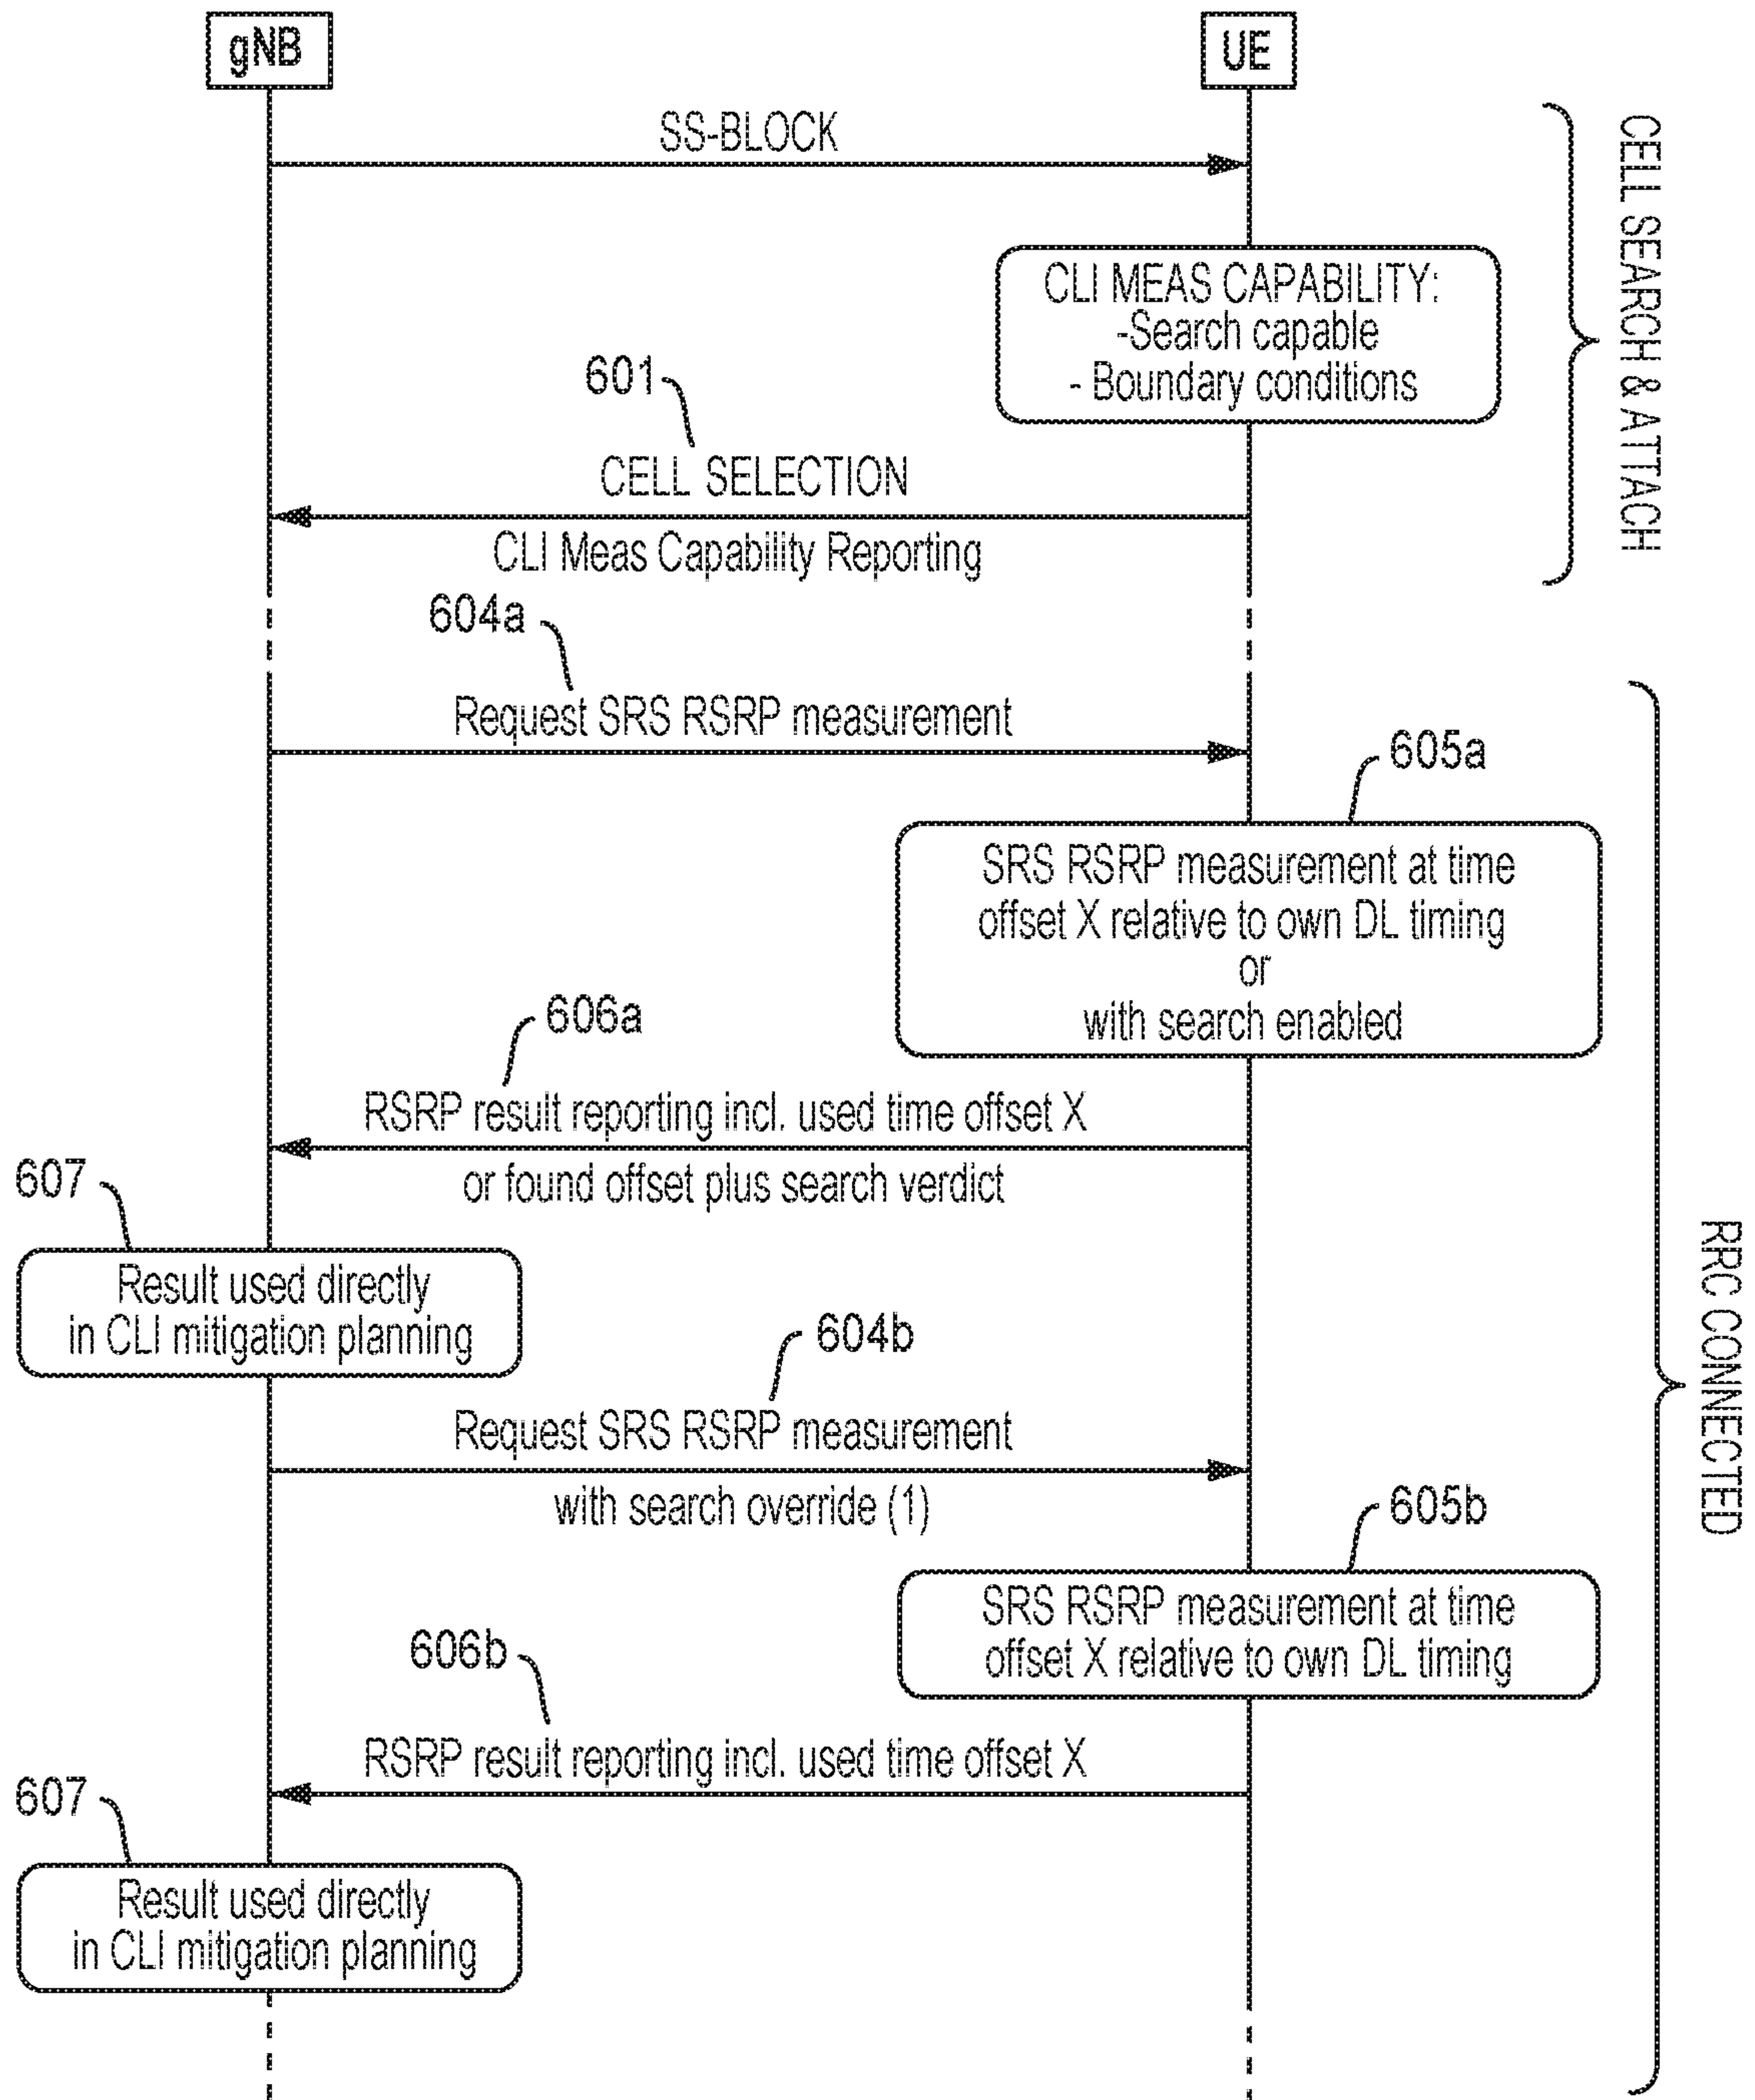 gNB
UE
SS-BLOCK
CLI MEAS CAPABILITY:
-Search capable
- Boundary conditions
CELL SEARCH & ATTACH
601
CELL SELECTION
CLI Meas Capability Reporting
604a
Request SRS RSRP measurement
605a
SRS RSRP measurement at time
offset X relative to own DL timing
or
with search enabled
606a
RSRP result reporting incl. used time offset X
or found offset plus search verdict
607
Result used directly
in CLI mitigation planning
RRC CONNECTED
604b
Request SRS RSRP measurement
with search override (1)
605b
SRS RSRP measurement at time
offset X relative to own DL timing
606b
RSRP result reporting incl. used time offset X
607
Result used directly
in CLI mitigation planning